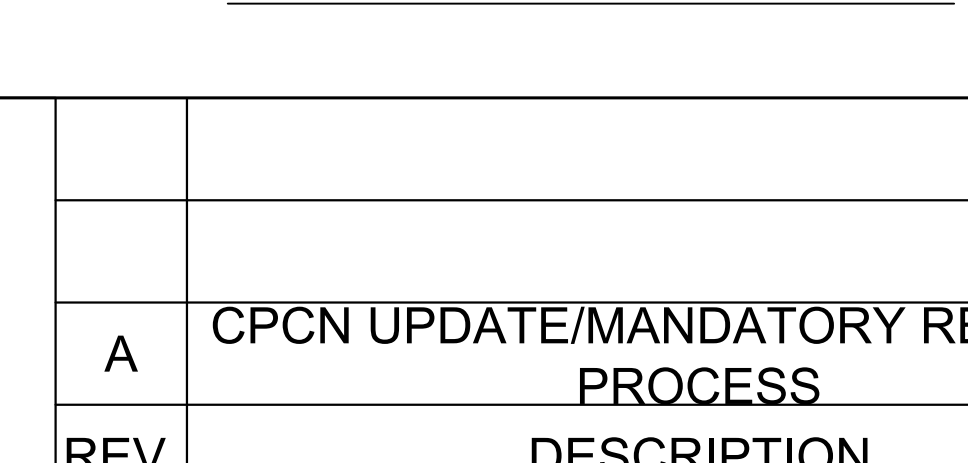 A
CPCN UPDATE/MANDATORY
PROCESS
REV
DESCRIPTION